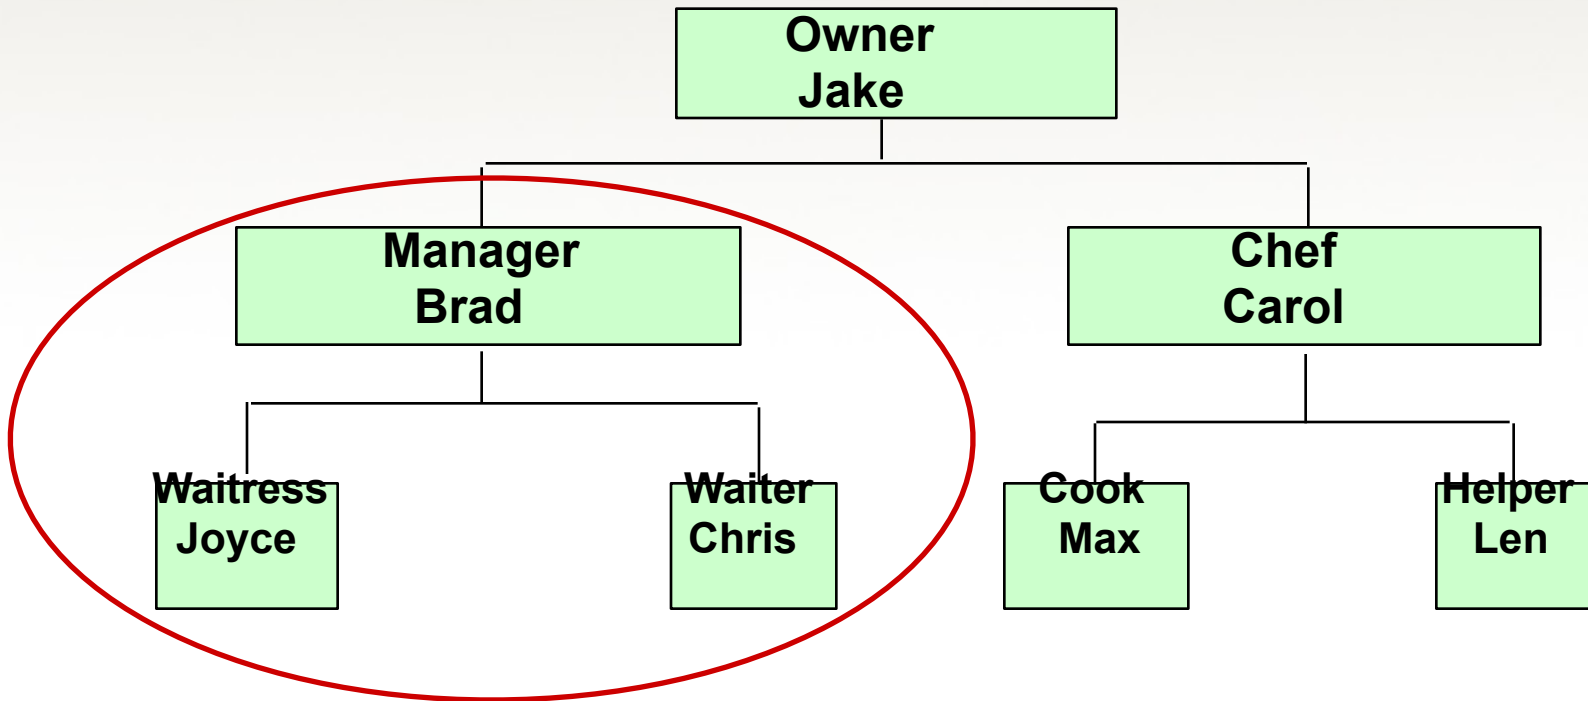 Owner
Jake
Manager
Brad
Chef
Carol
Waitress
Joyce
Waiter
Chris
Cook
Max
Helper
Len